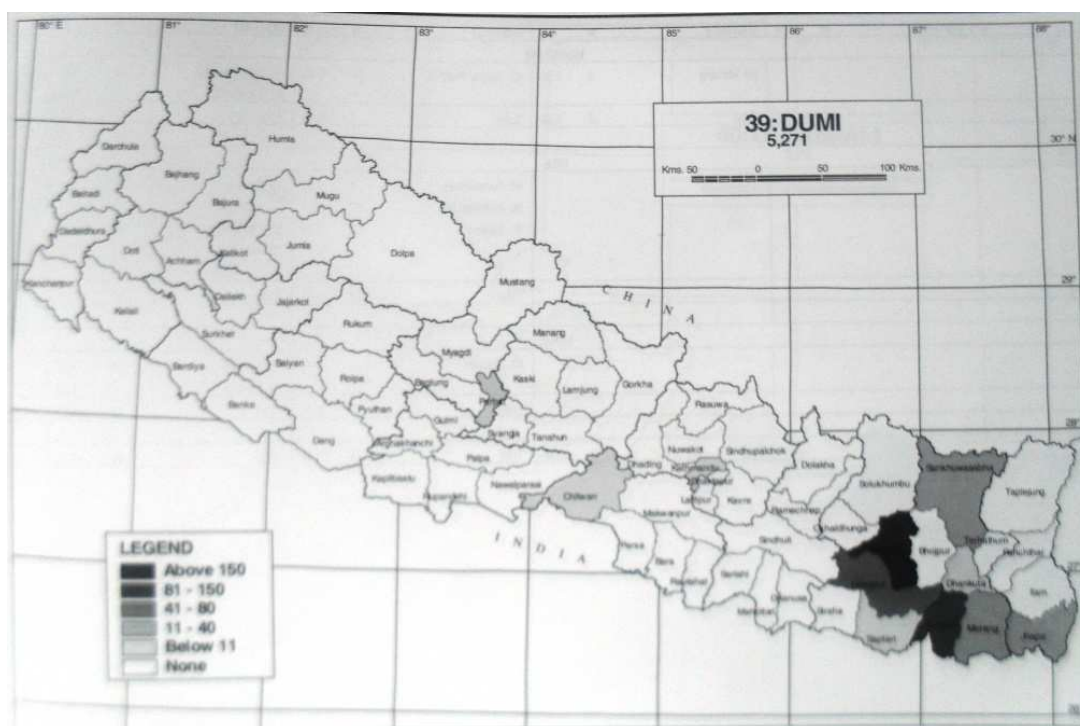 80° E
81°
82°
83°
84°
85°
86°
87°
88°
39:DUMI
5,271
Kms. 50 0 50 100 Kms.
30° N
29°
28°
27°
CHINA
INDIA
Darchula
Humla
Bajhang
Baitadi
Bajura
Mugu
Dadeldhura
Doti
Achham
Kalikot
Jumla
Dolpa
Kanchanpur
Kailali
Dailekh
Jajarkot
Mustang
Surkhet
Rukum
Manang
Bardiya
Salyan
Rolpa
Myagdi
Baglung
Kaski
Lamjung
Gorkha
Banke
Dang
Pyuthan
Gulmi
Syangja
Tanahun
Rasuwa
Arghakhanchi
Palpa
Dhading
Nuwakot
Sindhupalchok
Dolakha
Kapilbastu
Rupandehi
Nawalparasi
Chitwan
Makwanpur
Lalitpur
Kavre
Ramechhap
Solukhumbu
Sankhuwasabha
Taplejung
Okhaldhunga
Bhojpur
Terhathum
Panchthar
Parsa
Bara
Rautahat
Sarlahi
Sindhuli
Mahottari
Dhanusa
Siraha
Dhankuta
Ilam
Saptari
Morang
Jhapa
LEGEND
Above 150
81 - 150
41 - 80
11 - 40
Below 11
None